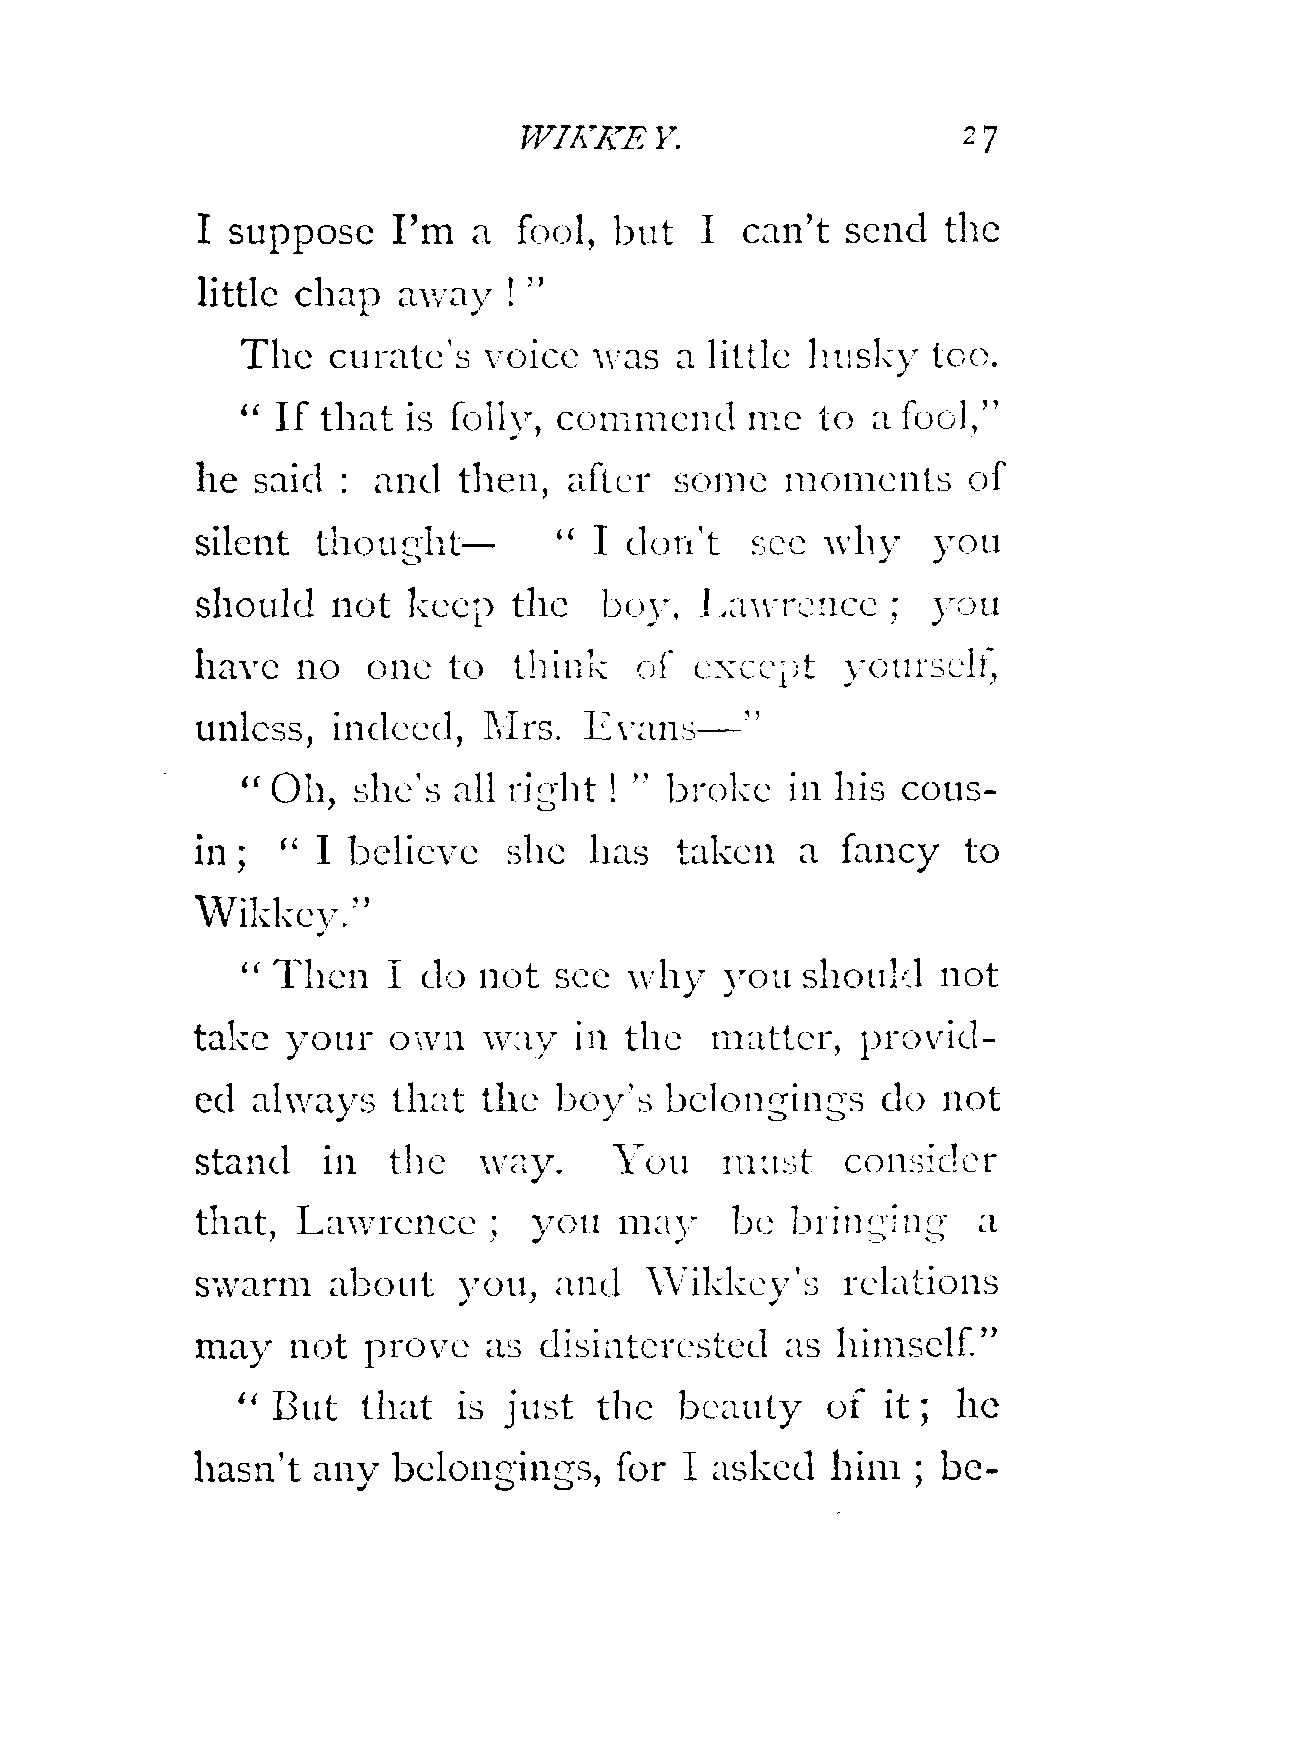 WIKKEY. 27
I suppose I'm a fool, but I can't send the
little chap away ! "
The curate's voice was a little husky too.
" If that is folly, commend me to a fool,"
he said : and then, after some moments of
silent thought— " I don't see why you
should not keep the boy, Lawrence ; you
have no one to think of except yourself,
unless, indeed, Mrs. Evans—"
" Oh, she's all right ! " broke in his cous-
in ; " I believe she has taken a fancy to
Wikkey."
" Then I do not see why you should not
take your own way in the matter, provid-
ed always that the boy's belongings do not
stand in the way. You must consider
that, Lawrence ; you may be bringing a
swarm about you, and Wikkey's relations
may not prove as disinterested as himself."
" But that is just the beauty of it ; he
hasn't any belongings, for I asked him ; be-